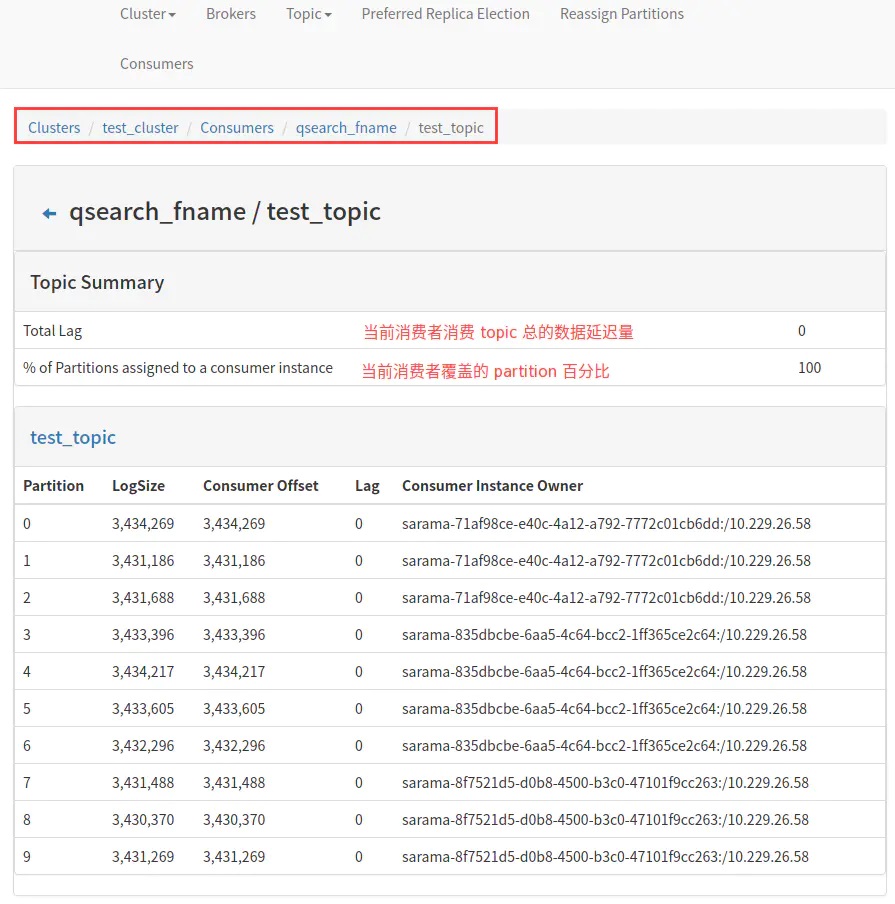 Cluster Brokers Topic Preferred Replica Election Reassign Partitions
Consumers
Clusters / test_cluster / Consumers / qsearch_fname / test_topic
qsearch_fname / test_topic
Topic Summary
Total Lag 当前消费者消费 topic 总的数据延迟量 0
% of Partitions assigned to a consumer instance 当前消费者覆盖的 partition 百分比 100
test_topic
Partition LogSize Consumer Offset Lag Consumer Instance Owner
0 3,434,269 3,434,269 0 sarama-71af98ce-e40c-4a12-a792-7772c01cb6dd:/10.229.26.58
1 3,431,186 3,431,186 0 sarama-71af98ce-e40c-4a12-a792-7772c01cb6dd:/10.229.26.58
2 3,431,688 3,431,688 0 sarama-71af98ce-e40c-4a12-a792-7772c01cb6dd:/10.229.26.58
3 3,433,396 3,433,396 0 sarama-835dbcbe-6aa5-4c64-bcc2-1ff365ce2c64:/10.229.26.58
4 3,434,217 3,434,217 0 sarama-835dbcbe-6aa5-4c64-bcc2-1ff365ce2c64:/10.229.26.58
5 3,433,605 3,433,605 0 sarama-835dbcbe-6aa5-4c64-bcc2-1ff365ce2c64:/10.229.26.58
6 3,432,296 3,432,296 0 sarama-835dbcbe-6aa5-4c64-bcc2-1ff365ce2c64:/10.229.26.58
7 3,431,488 3,431,488 0 sarama-8f7521d5-d0b8-4500-b3c0-47101f9cc263:/10.229.26.58
8 3,430,370 3,430,370 0 sarama-8f7521d5-d0b8-4500-b3c0-47101f9cc263:/10.229.26.58
9 3,431,269 3,431,269 0 sarama-8f7521d5-d0b8-4500-b3c0-47101f9cc263:/10.229.26.58